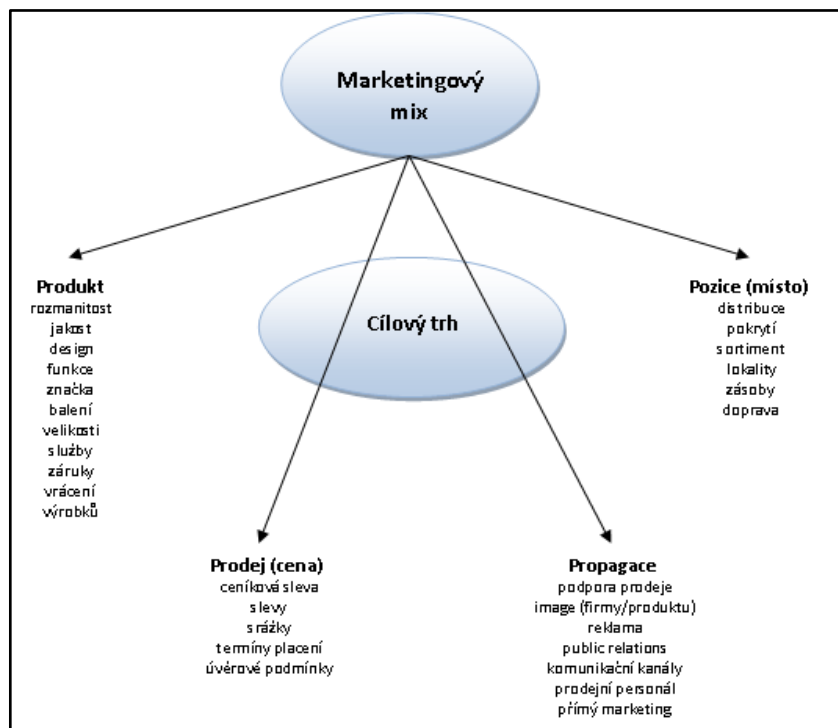 Marketingový
mix
Cílový trh
Produkt
rozmanitost
jakost
design
funkce
značka
balení
velikosti
služby
záruky
vrácení
výrobků
Pozice (místo)
distribuce
pokrytí
sortiment
lokality
zásoby
doprava
Prodej (cena)
ceníková sleva
slevy
srážky
termíny placení
úvěrové podmínky
Propagace
podpora prodeje
image (firmy/produktu)
reklama
public relations
komunikační kanály
prodejní personál
přímý marketing